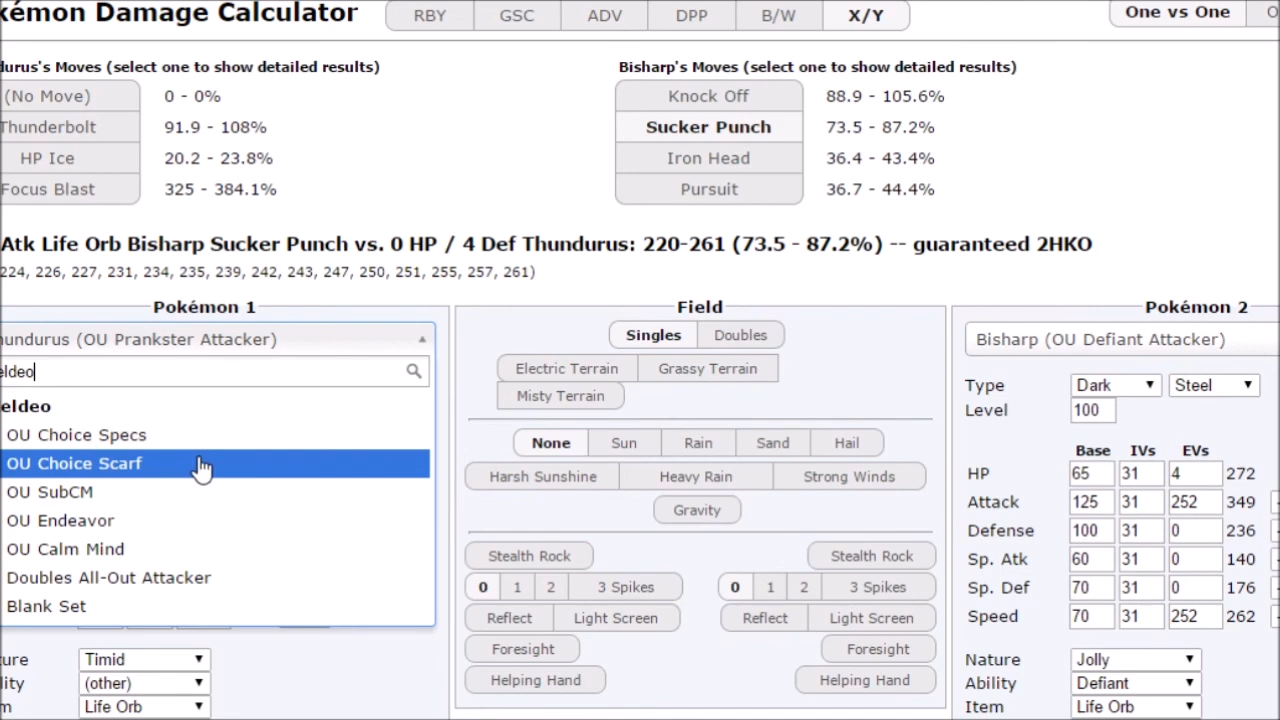 kémon Damage Calculator
RBY GSC ADV DPP B/W X/Y
One vs One
durus's Moves (select one to show detailed results)
Bisharp's Moves (select one to show detailed results)
(No Move) 0 - 0% Knock Off 88.9 - 105.6%
Thunderbolt 91.9 - 108% Sucker Punch 73.5 - 87.2%
HP Ice 20.2 - 23.8% Iron Head 36.4 - 43.4%
Focus Blast 325 - 384.1% Pursuit 36.7 - 44.4%
Atk Life Orb Bisharp Sucker Punch vs. 0 HP / 4 Def Thundurus: 220-261 (73.5 - 87.2%) -- guaranteed 2HKO
224, 226, 227, 231, 234, 235, 239, 242, 243, 247, 250, 251, 255, 257, 261)
Pokémon 1
hundurus (OU Prankster Attacker)
eldeo
eldeo
OU Choice Specs
OU Choice Scarf
OU SubCM
OU Endeavor
OU Calm Mind
Doubles All-Out Attacker
Blank Set
ture Timid
ility (other)
m Life Orb
Field
Singles Doubles
Electric Terrain Grassy Terrain
Misty Terrain
None Sun Rain Sand Hail
Harsh Sunshine Heavy Rain Strong Winds
Gravity
Stealth Rock Stealth Rock
0 1 2 3 Spikes 0 1 2 3 Spikes
Reflect Light Screen Reflect Light Screen
Foresight Foresight
Helping Hand Helping Hand
Pokémon 2
Bisharp (OU Defiant Attacker)
Type Dark Steel
Level 100
Base IVs EVs
HP 65 31 4 272
Attack 125 31 252 349
Defense 100 31 0 236
Sp. Atk 60 31 0 140
Sp. Def 70 31 0 176
Speed 70 31 252 262
Nature Jolly
Ability Defiant
Item Life Orb